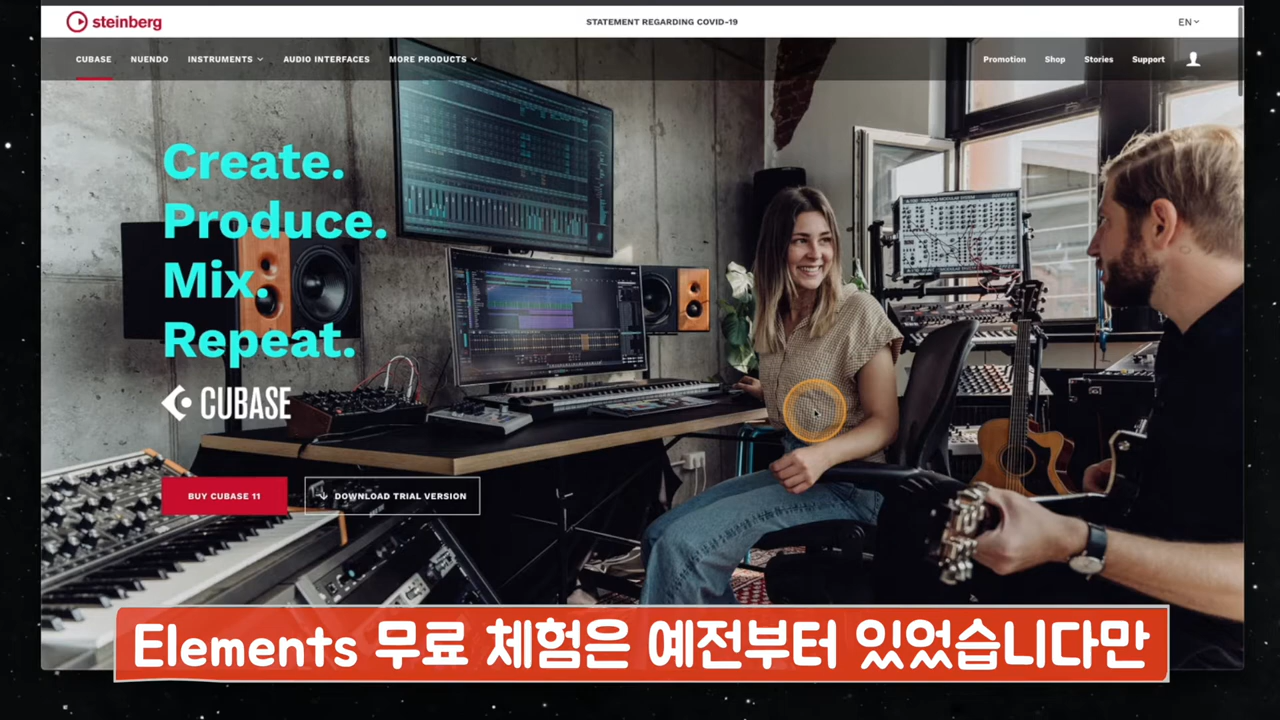 steinberg
STATEMENT REGARDING COVID-19
EN
CUBASE
NUENDO
INSTRUMENTS
AUDIO INTERFACES
MORE PRODUCTS
Promotion
Shop
Stories
Support
Create.
Produce.
Mix.
Repeat.
CUBASE
BUY CUBASE 11
DOWNLOAD TRIAL VERSION
Elements 무료 체험은 예전부터 있었습니다만